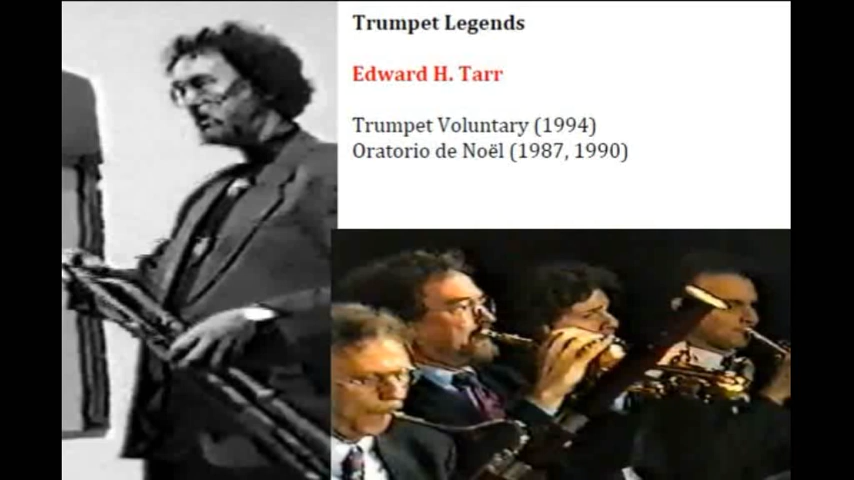 Trumpet Legends
Edward H. Tarr
Trumpet Voluntary (1994)
Oratorio de Noël (1987, 1990)